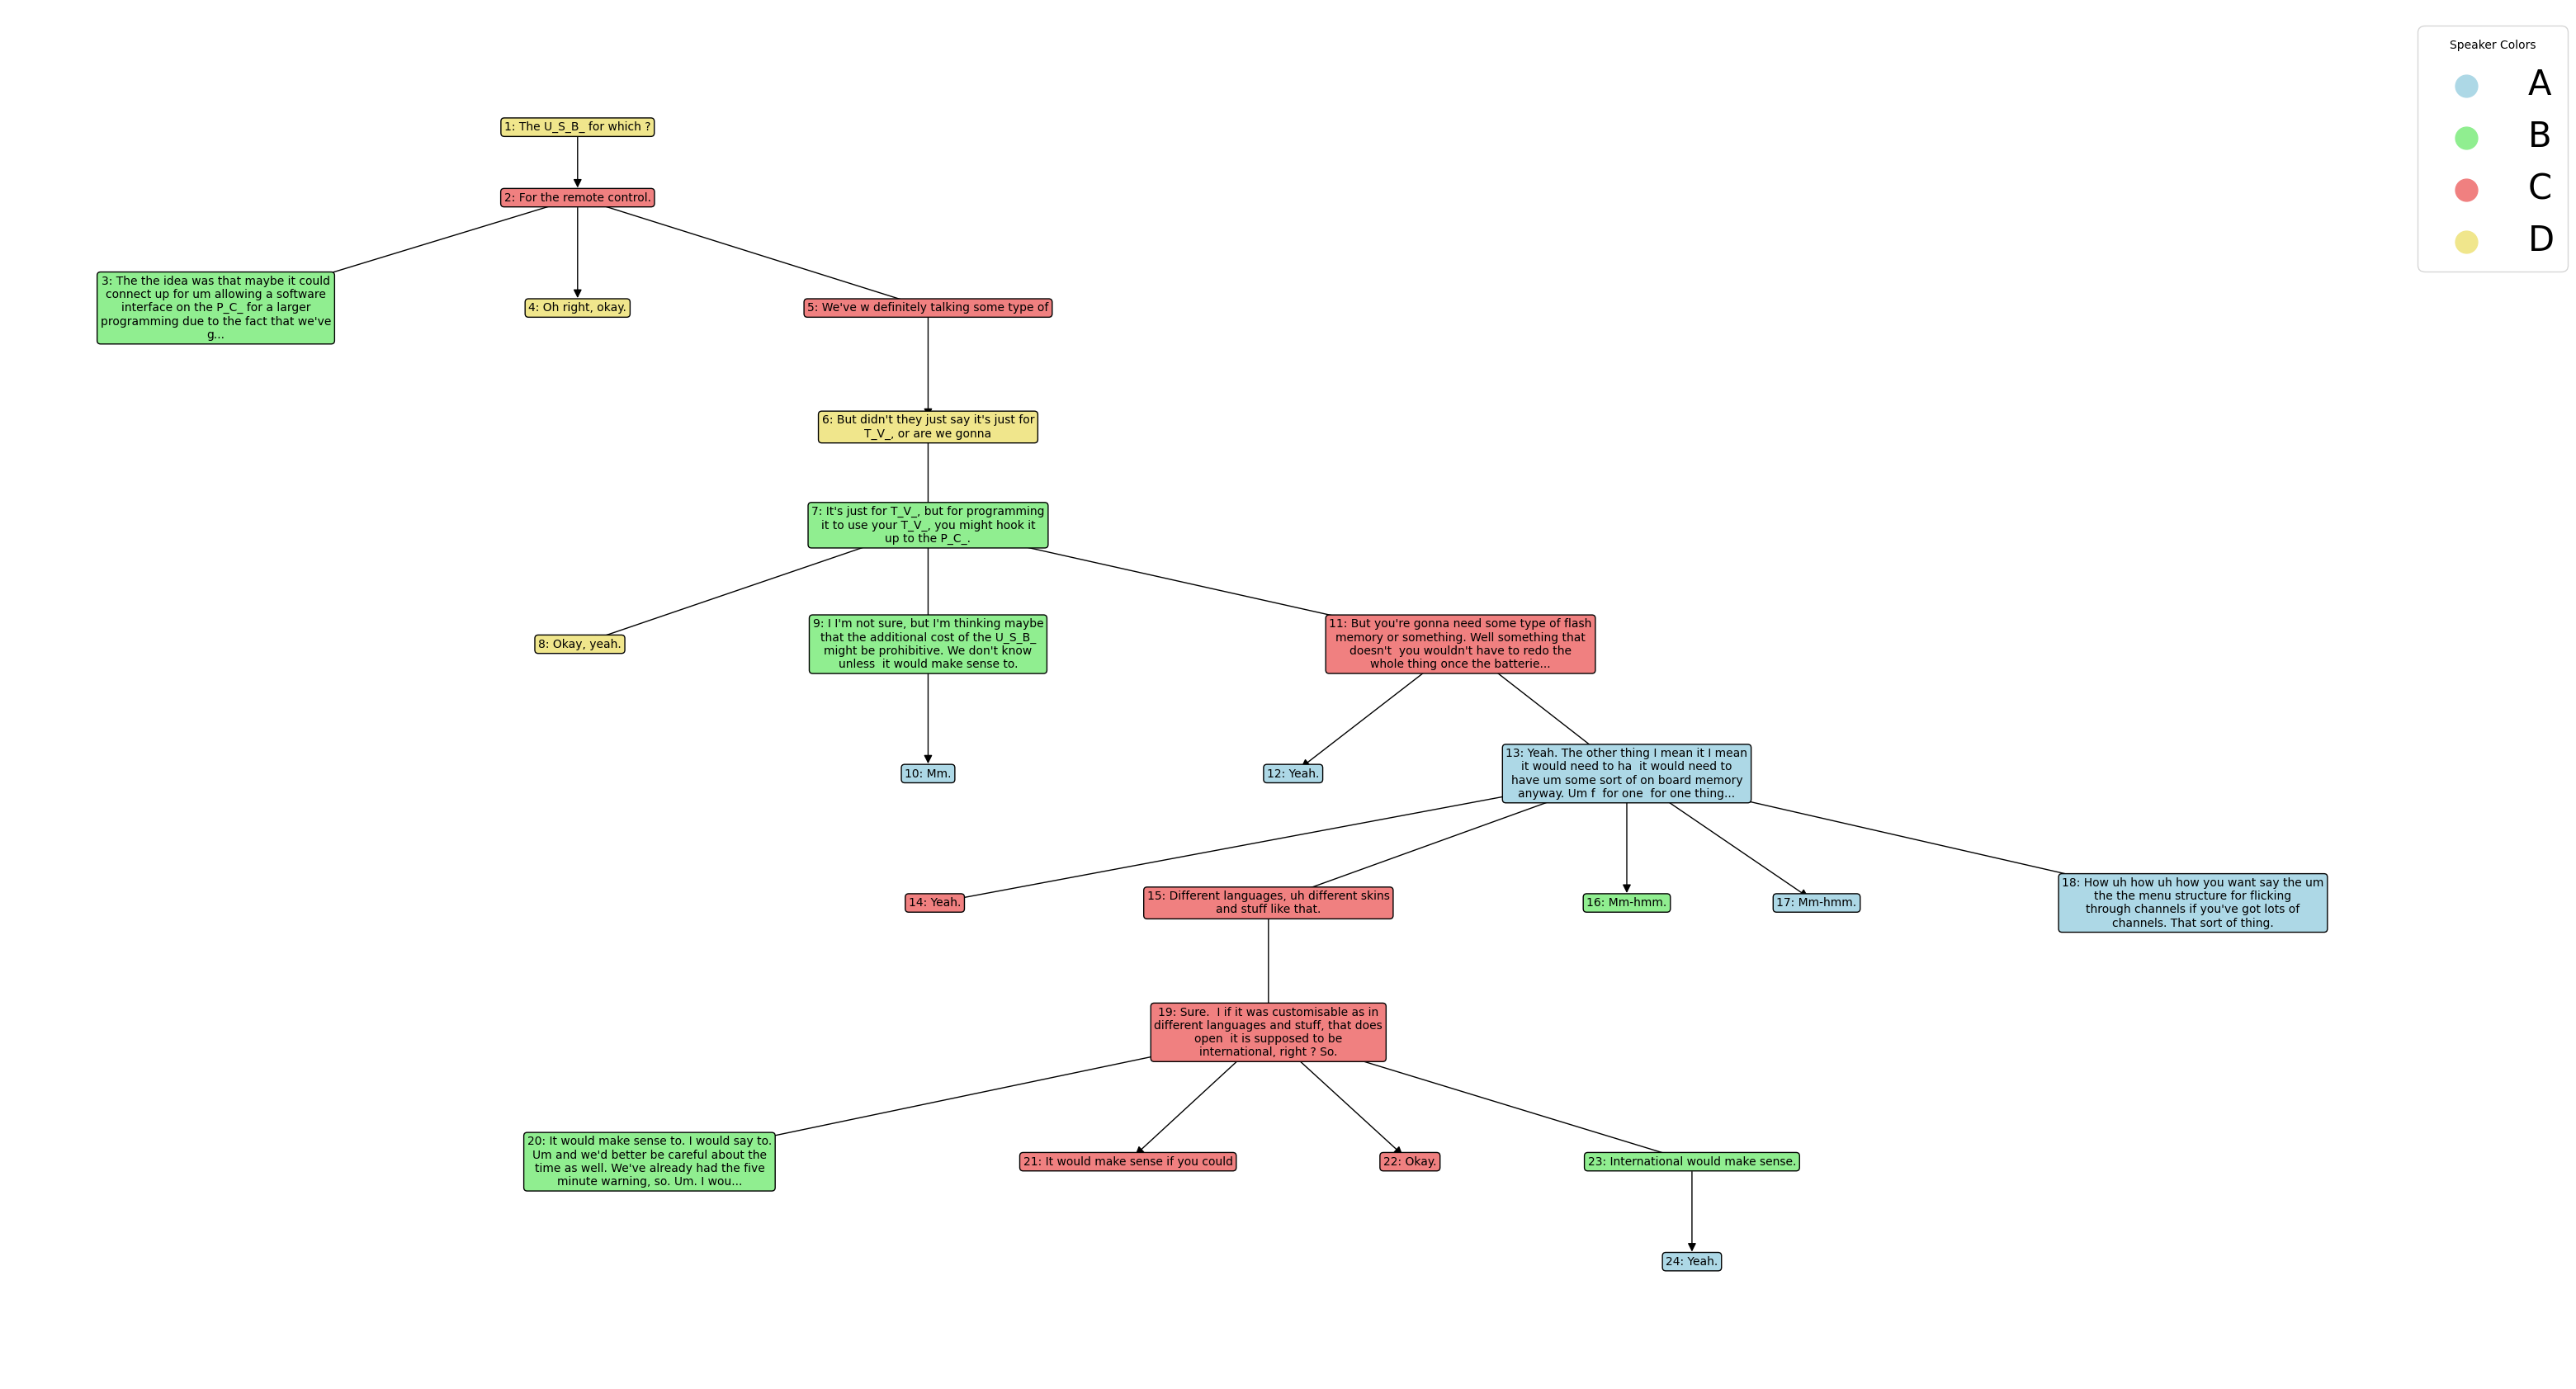 Speaker Colors
A
B
C
D
1: The U_S_B_ for which ?
2: For the remote control.
3: The the idea was that maybe it could
connect up for um allowing a software
interface on the P_C_ for a larger
programming due to the fact that we've
g...
4: Oh right, okay.
5: We've w definitely talking some type of
6: But didn't they just say it's just for
T_V_, or are we gonna
7: It's just for T_V_, but for programming
it to use your T_V_, you might hook it
up to the P_C_.
8: Okay, yeah.
9: I I'm not sure, but I'm thinking maybe
that the additional cost of the U_S_B_
might be prohibitive. We don't know
unless  it would make sense to.
11: But you're gonna need some type of flash
memory or something. Well something that
doesn't  you wouldn't have to redo the
whole thing once the batterie...
10: Mm.
12: Yeah.
13: Yeah. The other thing I mean it I mean
it would need to ha  it would need to
have um some sort of on board memory
anyway. Um f  for one  for one thing...
14: Yeah.
15: Different languages, uh different skins
and stuff like that.
16: Mm-hmm.
17: Mm-hmm.
18: How uh how uh how you want say the um
the the menu structure for flicking
through channels if you've got lots of
channels. That sort of thing.
19: Sure.  I if it was customisable as in
different languages and stuff, that does
open  it is supposed to be
international, right ? So.
20: It would make sense to. I would say to.
Um and we'd better be careful about the
time as well. We've already had the five
minute warning, so. Um. I wou...
21: It would make sense if you could
22: Okay.
23: International would make sense.
24: Yeah.